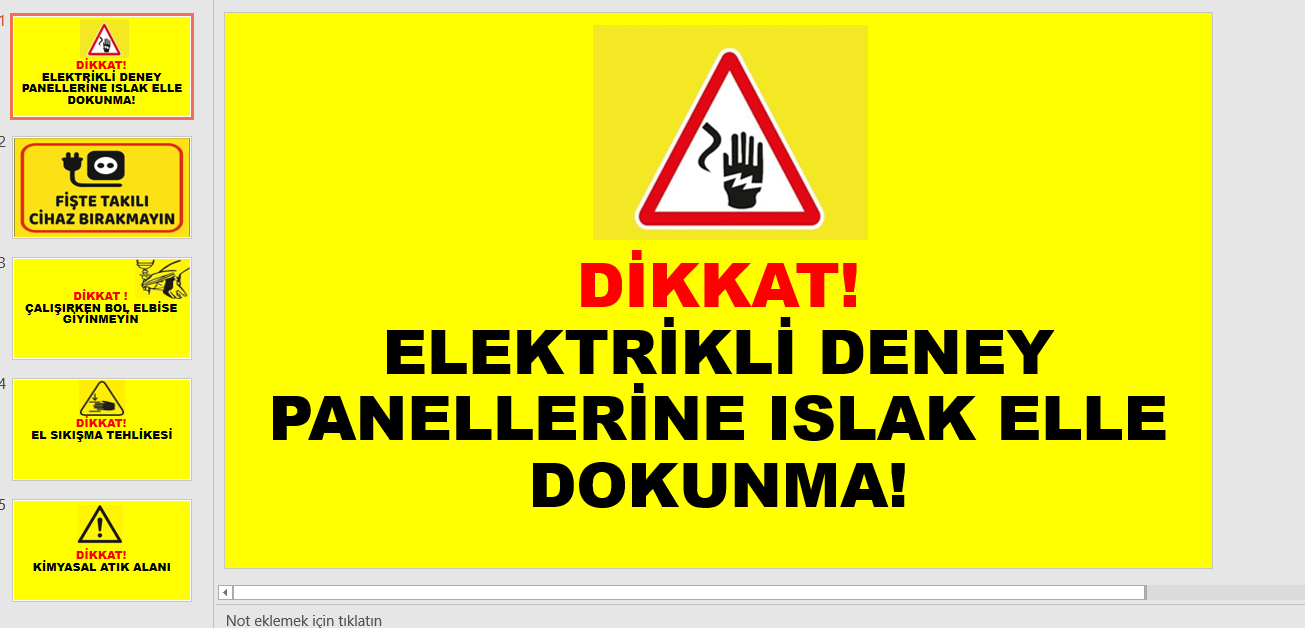 1
DİKKAT!
ELEKTRİKLİ DENEY
PANELLERİNE ISLAK ELLE
DOKUNMA!
2
FİŞTE TAKILI
CİHAZ BIRAKMAYIN
3
DİKKAT !
ÇALIŞIRKEN BOL ELBİSE
GİYİNMEYİN
4
DİKKAT!
EL SIKIŞMA TEHLİKESİ
5
DİKKAT!
KİMYASAL ATIK ALANI
DİKKAT!
ELEKTRİKLİ DENEY
PANELLERİNE ISLAK ELLE
DOKUNMA!
Not eklemek için tıklatın